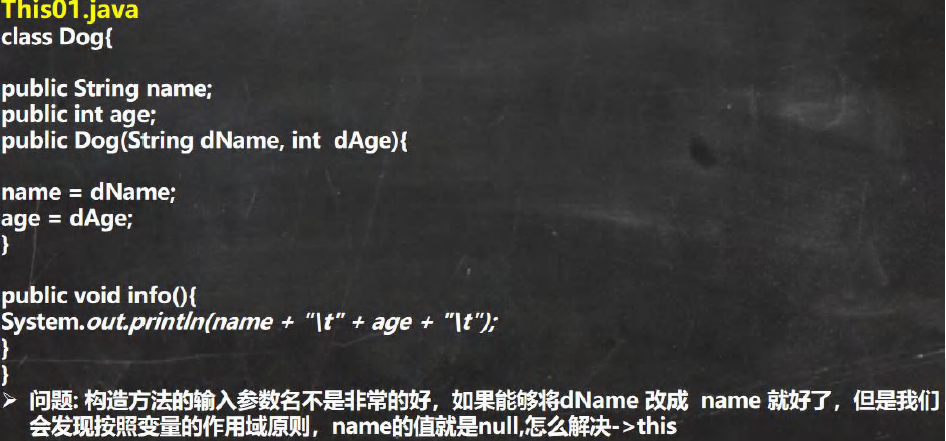 This01.java
class Dog{
public String name;
public int age;
public Dog(String dName, int  dAge){
name = dName;
age = dAge;
}
public void info(){
System.out.println(name + "\t" + age + "\t");
}
}
➢ 问题: 构造方法的输入参数名不是非常的好，如果能够将dName 改成  name 就好了，但是我们
会发现按照变量的作用域原则，name的值就是null,怎么解决->this